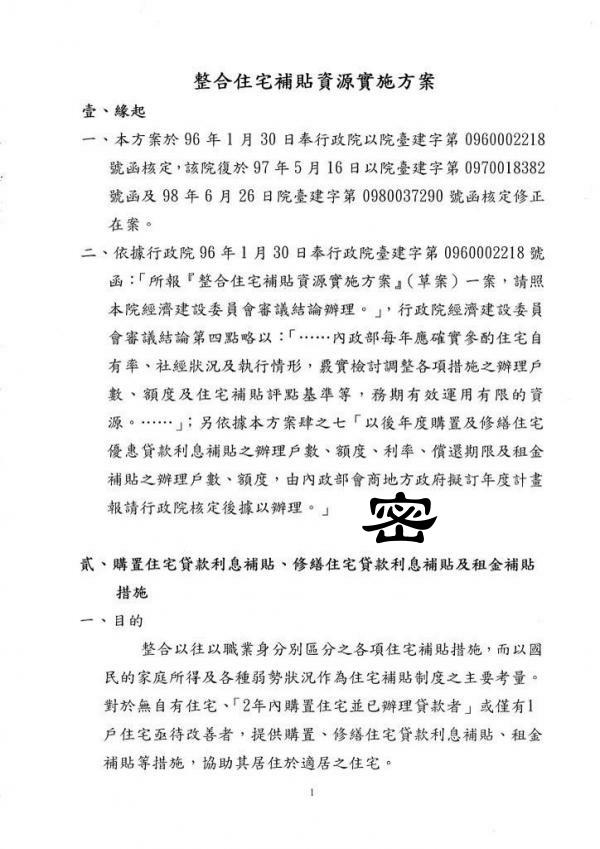 整合住宅補貼資源實施方案
壹、緣起
一、本方案於 96 年 1 月 30 日奉行政院以院臺建字第 0960002218
號函核定，該院復於 97 年 5 月 16 日以院臺建字第 0970018382
號函及 98 年 6 月 26 日院臺建字第 0980037290 號函核定修正
在案。
二、依據行政院 96 年 1 月 30 日奉行政院臺建字第 0960002218 號
函：「所報『整合住宅補貼資源實施方案』（草案）一案，請照
本院經濟建設委員會審議結論辦理。」，行政院經濟建設委員
會審議結論第四點略以：「……內政部每年應確實參酌住宅自
有率、社經狀況及執行情形，覈實檢討調整各項措施之辦理戶
數、額度及住宅補貼評點基準等，務期有效運用有限的資
源。……」；另依據本方案肆之七「以後年度購置及修繕住宅
優惠貸款利息補貼之辦理戶數、額度、利率、償還期限及租金
補貼之辦理戶數、額度，由內政部會商地方政府擬訂年度計畫
報請行政院核定後據以辦理。」
密
貳、購置住宅貸款利息補貼、修繕住宅貸款利息補貼及租金補貼
措施
一、目的
整合以往以職業身分別區分之各項住宅補貼措施，而以國
民的家庭所得及各種弱勢狀況作為住宅補貼制度之主要考量。
對於無自有住宅、「2年內購置住宅並已辦理貸款者」或僅有1
戶住宅亟待改善者，提供購置、修繕住宅貸款利息補貼、租金
補貼等措施，協助其居住於適居之住宅。
1